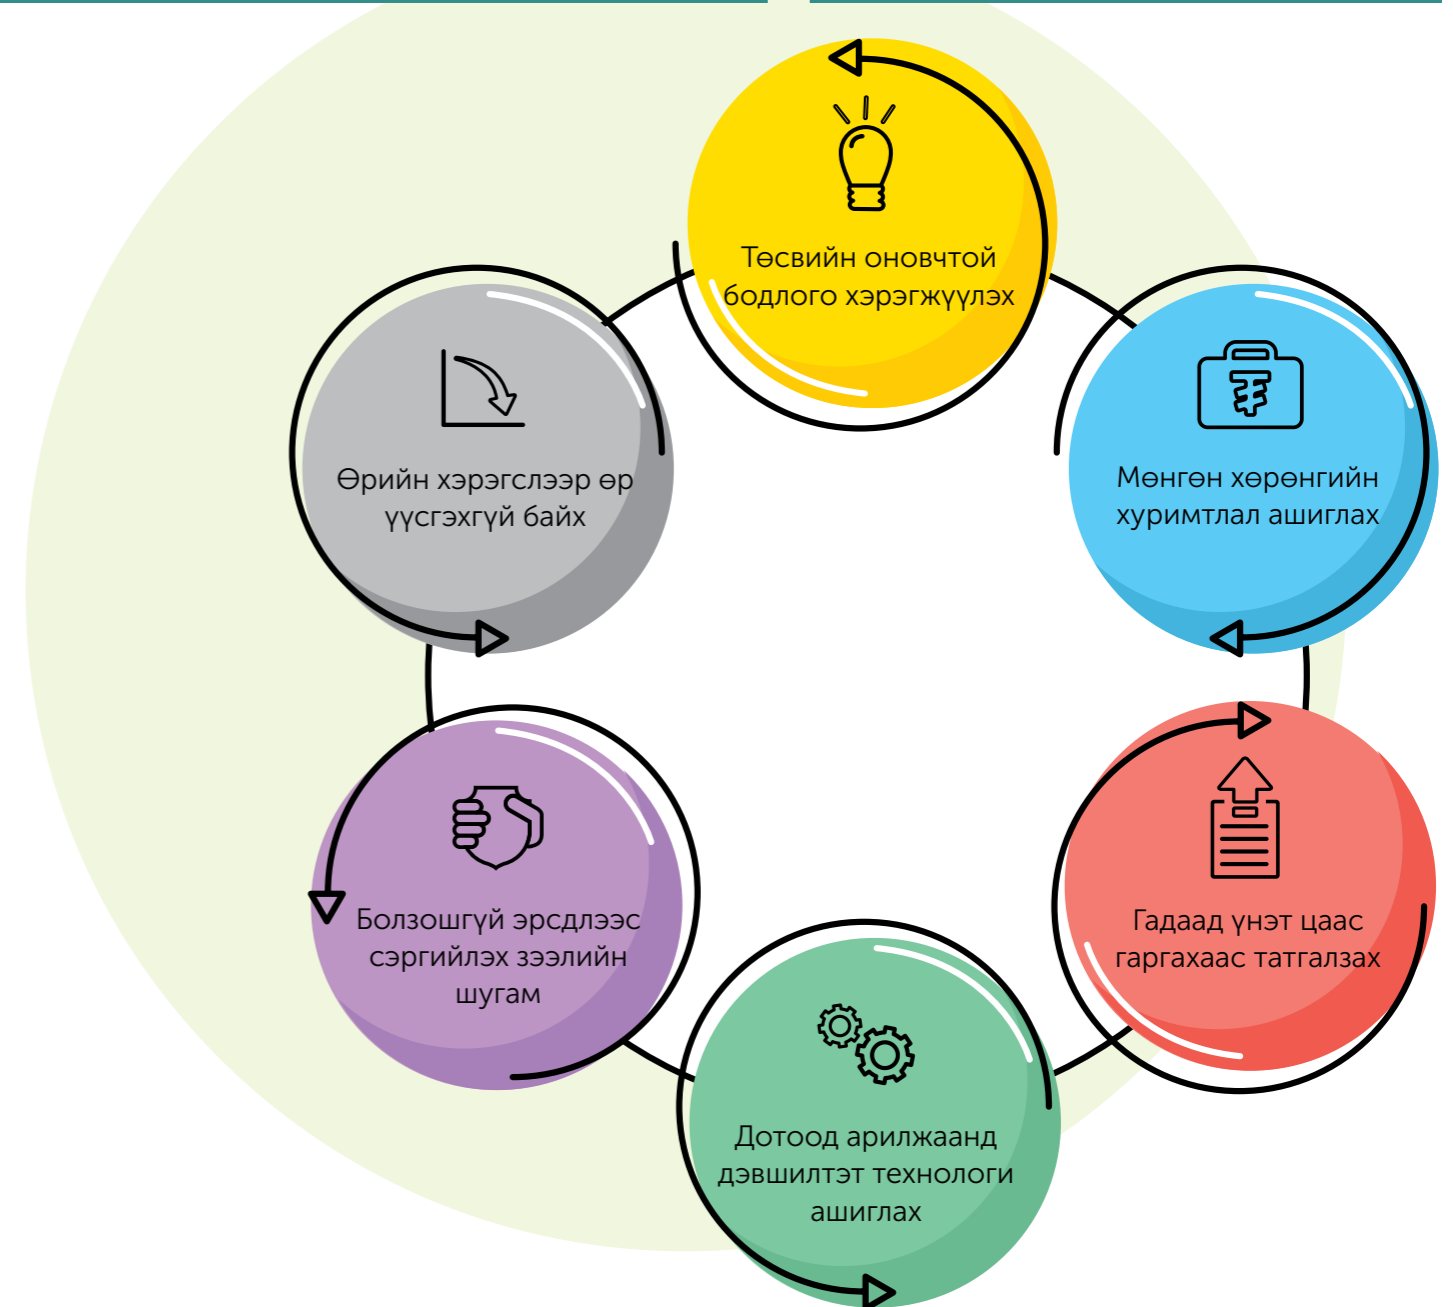 Төсвийн оновчтой
бодлого хэрэгжүүлэх
Мөнгөн хөрөнгийн
хуримтлал ашиглах
Гадаад үнэт цаас
гаргахаас татгалзах
Дотоод арилжаанд
дэвшилтэт технологи
ашиглах
Болзошгүй эрсдлээс
сэргийлэх зээлийн
шугам
Өрийн хэрэгслээр өр
үүсгэхгүй байх